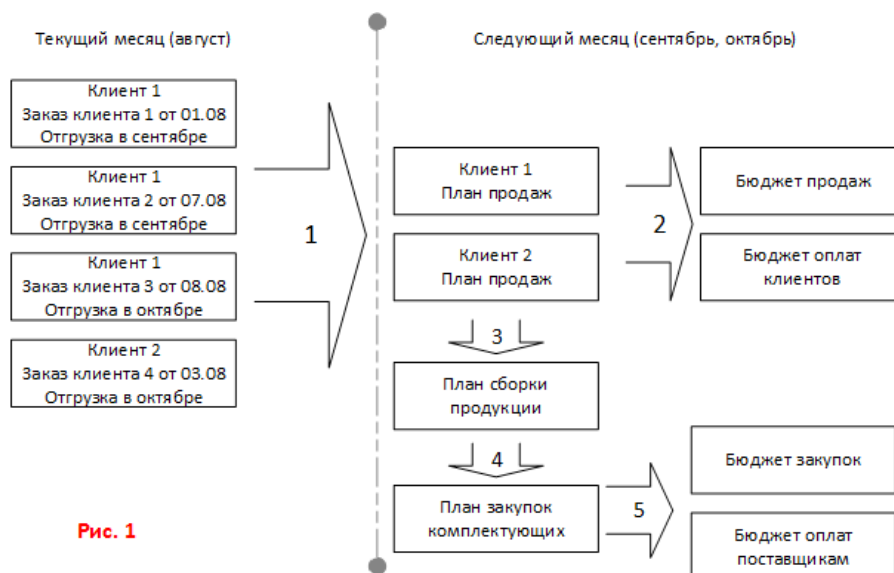 Текущий месяц (август)
Следующий месяц (сентябрь, октябрь)
Клиент 1
Заказ клиента 1 от 01.08
Отгрузка в сентябре
Клиент 1
Заказ клиента 2 от 07.08
Отгрузка в сентябре
Клиент 1
Заказ клиента 3 от 08.08
Отгрузка в октябре
Клиент 2
Заказ клиента 4 от 03.08
Отгрузка в октябре
1
Клиент 1
План продаж
Клиент 2
План продаж
2
Бюджет продаж
Бюджет оплат
клиентов
3
План сборки
продукции
4
План закупок
комплектующих
5
Бюджет закупок
Бюджет оплат
поставщикам
Рис. 1